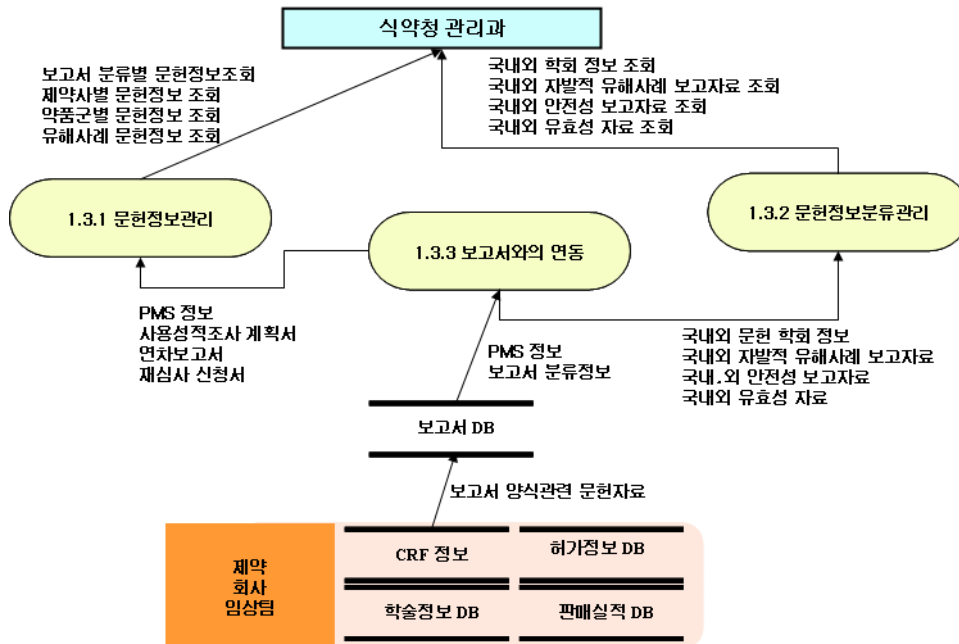 식약청 관리과
보고서 분류별 문헌정보조회
제약사별 문헌정보 조회
약품군별 문헌정보 조회
유해사례 문헌정보 조회
국내외 학회 정보 조회
국내외 자발적 유해사례 보고자료 조회
국내외 안전성 보고자료 조회
국내외 유효성 자료 조회
1.3.1 문헌정보관리
1.3.2 문헌정보분류관리
1.3.3 보고서와의 연동
PMS 정보
사용성적조사 계획서
연차보고서
재심사 신청서
PMS 정보
보고서 분류정보
국내외 문헌 학회 정보
국내외 자발적 유해사례 보고자료
국내,외 안전성 보고자료
국내외 유효성 자료
보고서 DB
보고서 양식관련 문헌자료
제약
회사
임상팀
CRF 정보
허가정보 DB
학술정보 DB
판매실적 DB